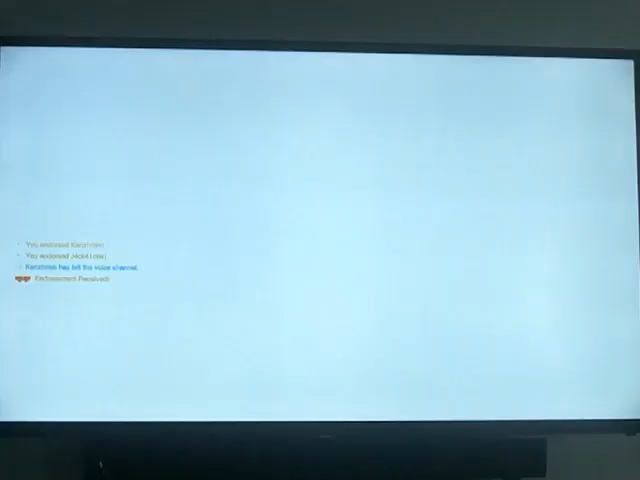 You endorsed
You endorsed
has left the voice channel.
Endorsement Received!